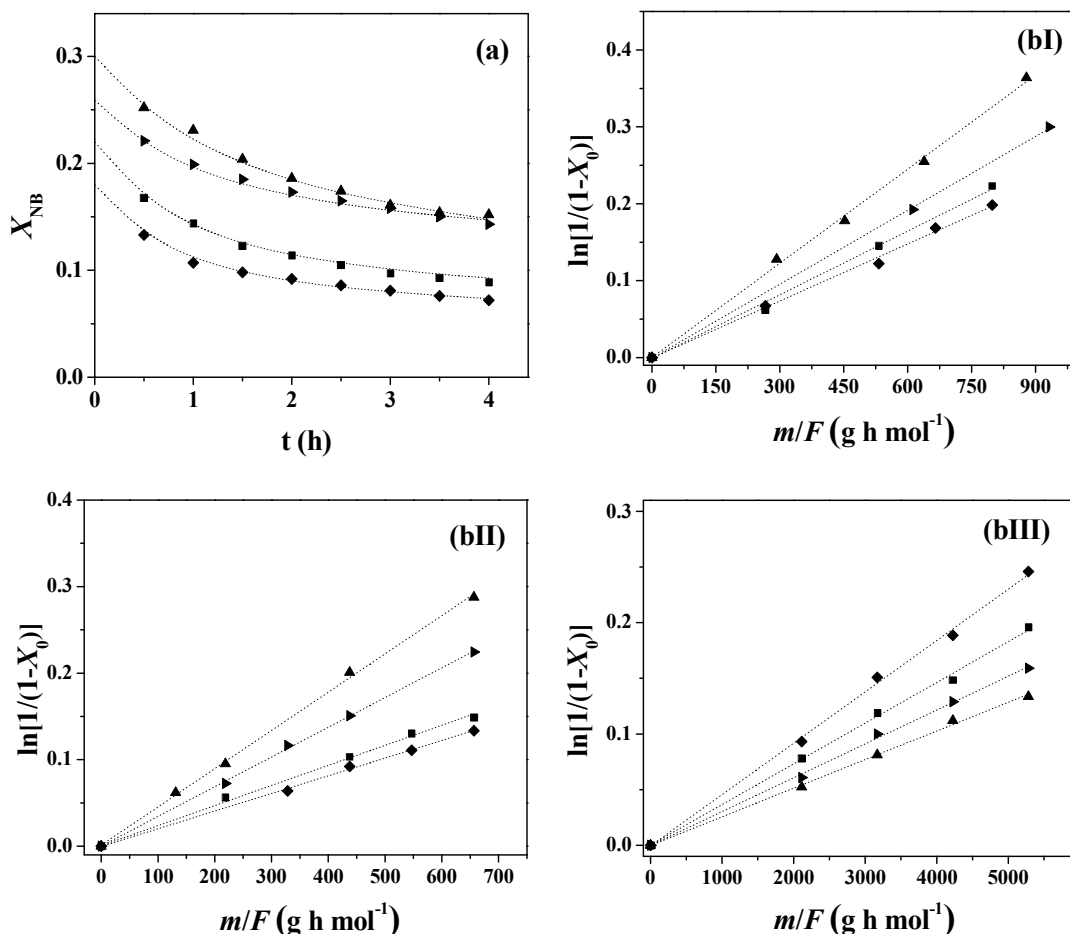 (a)
0.3
0.2
0.1
0.0
X_NB
0 1 2 3 4
t (h)
(bI)
0.4
0.3
0.2
0.1
0.0
ln[1/(1-X₀)]
0 150 300 450 600 750 900
m/F (g h mol⁻¹)
(bII)
0.4
0.3
0.2
0.1
0.0
ln[1/(1-X₀)]
0 100 200 300 400 500 600 700
m/F (g h mol⁻¹)
(bIII)
0.3
0.2
0.1
0.0
ln[1/(1-X₀)]
0 1000 2000 3000 4000 5000
m/F (g h mol⁻¹)